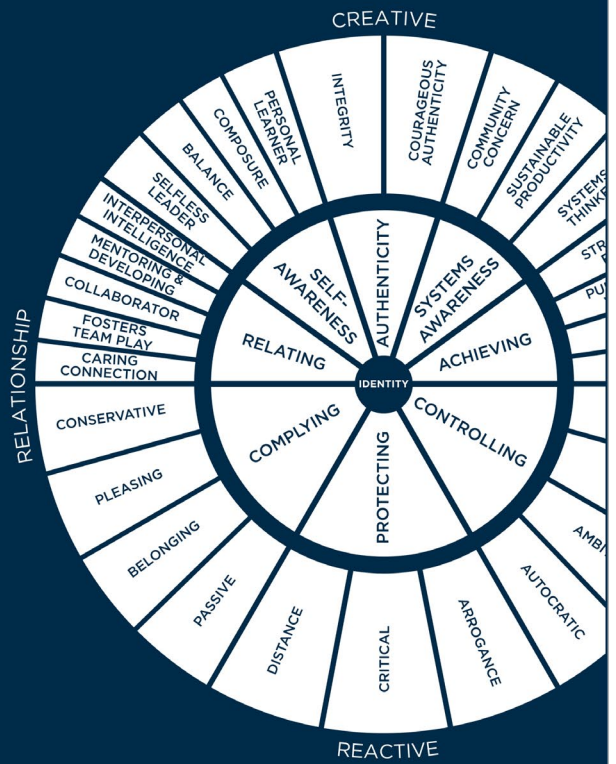 CREATIVE
PERSONAL
LEARNER
INTEGRITY
COURAGEOUS
AUTHENTICITY
COMMUNITY
CONCERN
SUSTAINABLE
PRODUCTIVITY
SYSTEMS
COMPOSURE
BALANCE
SELFLESS
LEADER
INTERPERSONAL
INTELLIGENCE
MENTORING &
DEVELOPING
COLLABORATOR
FOSTERS
TEAM PLAY
CARING
CONNECTION
SELF-
AWARENESS
AUTHENTICITY
SYSTEMS
AWARENESS
RELATING
ACHIEVING
IDENTITY
COMPLYING
PROTECTING
CONTROLLING
RELATIONSHIP
CONSERVATIVE
PLEASING
BELONGING
PASSIVE
DISTANCE
CRITICAL
ARROGANCE
AUTOCRATIC
REACTIVE